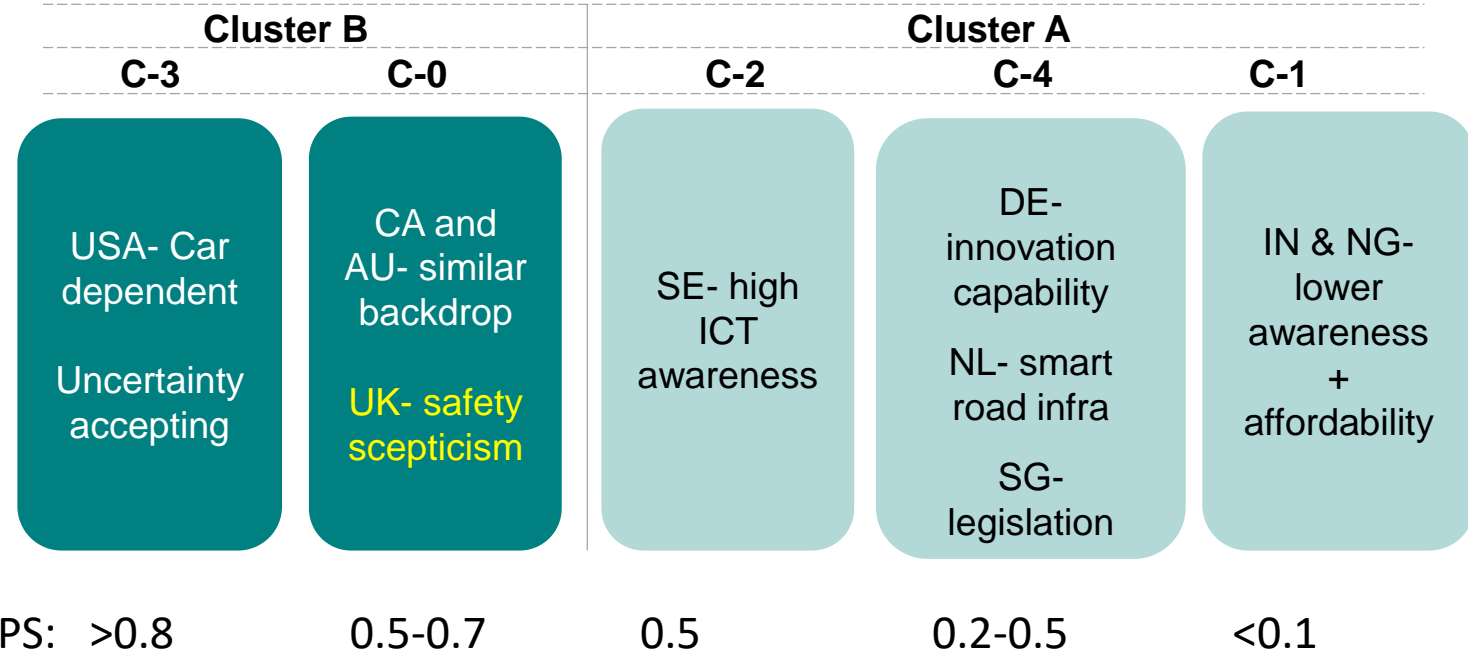 Cluster B
Cluster A
C-3
C-0
C-2
C-4
C-1
USA- Car
dependent
Uncertainty
accepting
CA and
AU- similar
backdrop
UK- safety
scepticism
SE- high
ICT
awareness
DE-
innovation
capability
NL- smart
road infra
SG-
legislation
IN & NG-
lower
awareness
+
affordability
PS: >0.8
0.5-0.7
0.5
0.2-0.5
<0.1